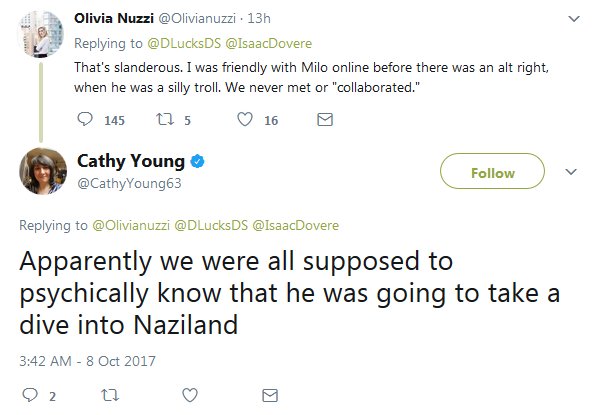 Olivia Nuzzi @Olivianuzzi · 13h
Replying to @DLucksDS @IsaacDovere
That's slanderous. I was friendly with Milo online before there was an alt right,
when he was a silly troll. We never met or "collaborated."
145 5 16
Cathy Young
@CathyYoung63
Follow
Replying to @Olivianuzzi @DLucksDS @IsaacDovere
Apparently we were all supposed to
psychically know that he was going to take a
dive into Naziland
3:42 AM - 8 Oct 2017
2